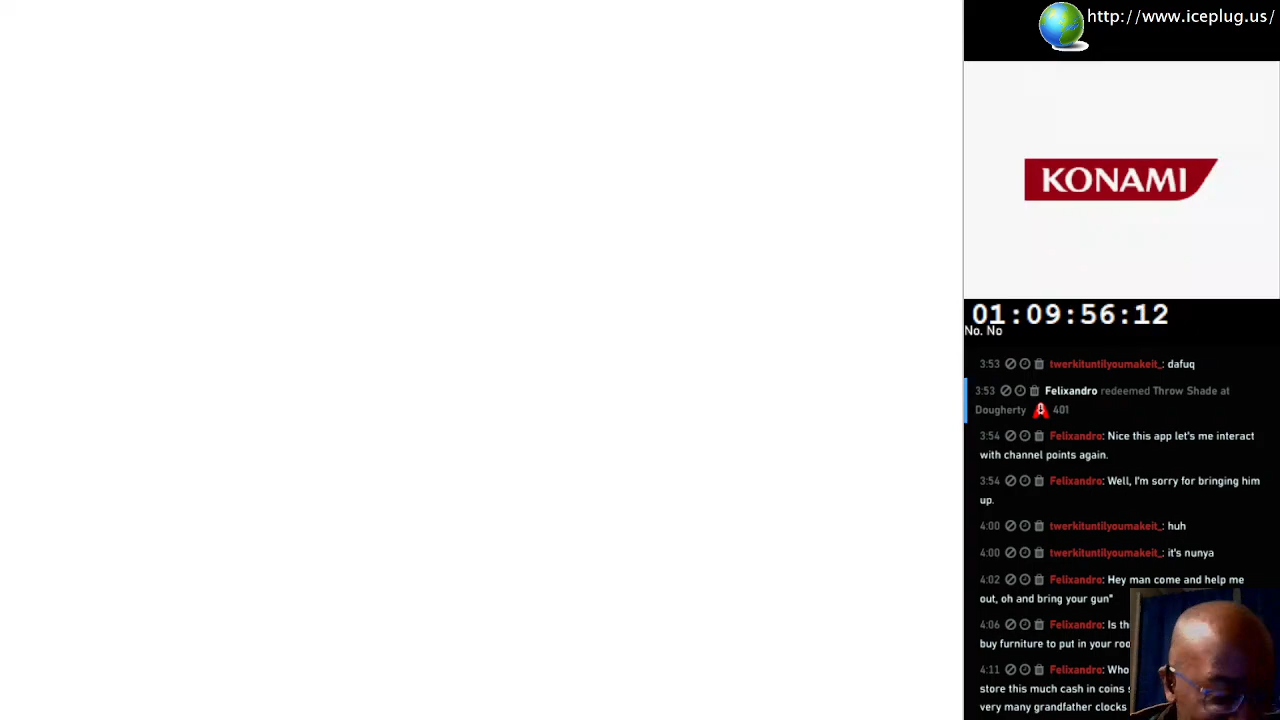 http://www.iceplug.us/
KONAMI
01:09:56:12
No. No
3:53 twerkituntilyoumakeit_: dafuq
3:53 Felixandro redeemed Throw Shade at
Dougherty 401
3:54 Felixandro: Nice this app let's me interact
with channel points again.
3:54 Felixandro: Well, I'm sorry for bringing him
up.
4:00 twerkituntilyoumakeit_: huh
4:00 twerkituntilyoumakeit_: it's nunya
4:02 Felixandro: Hey man come and help me
out, oh and bring your gun"
4:06 Felixandro: Is
buy furniture to put in your
4:11 Felixandro:
store this much cash in coins
very many grandfather clocks